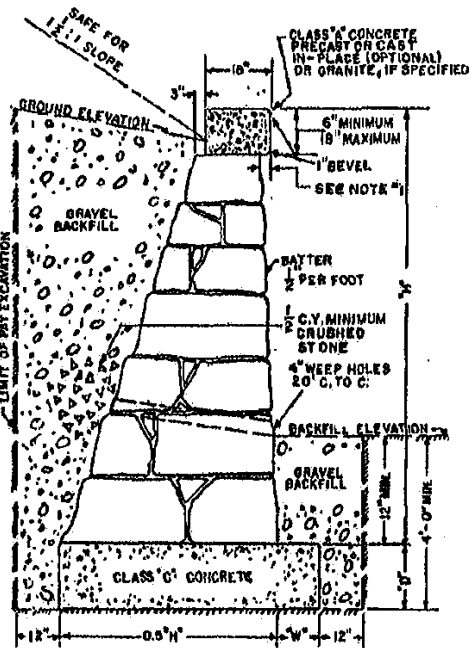 SAFE FOR
1½:1 SLOPE
CLASS "A" CONCRETE
PRECAST OR CAST
IN-PLACE (OPTIONAL)
OR GRANITE, IF SPECIFIED
18"
3"
GROUND ELEVATION
6" MINIMUM
18" MAXIMUM
1" BEVEL
SEE NOTE #1
GRAVEL
BACKFILL
BATTER
½" PER FOOT
"H"
½ C.Y. MINIMUM
CRUSHED
STONE
LIMIT OF PAY EXCAVATION
4" WEEP HOLES
20' C. TO C.
BACKFILL ELEVATION
GRAVEL
BACKFILL
12" MIN.
4'-0" MIN.
CLASS "C" CONCRETE
"D"
12"
0.5 "H"
"W"
12"